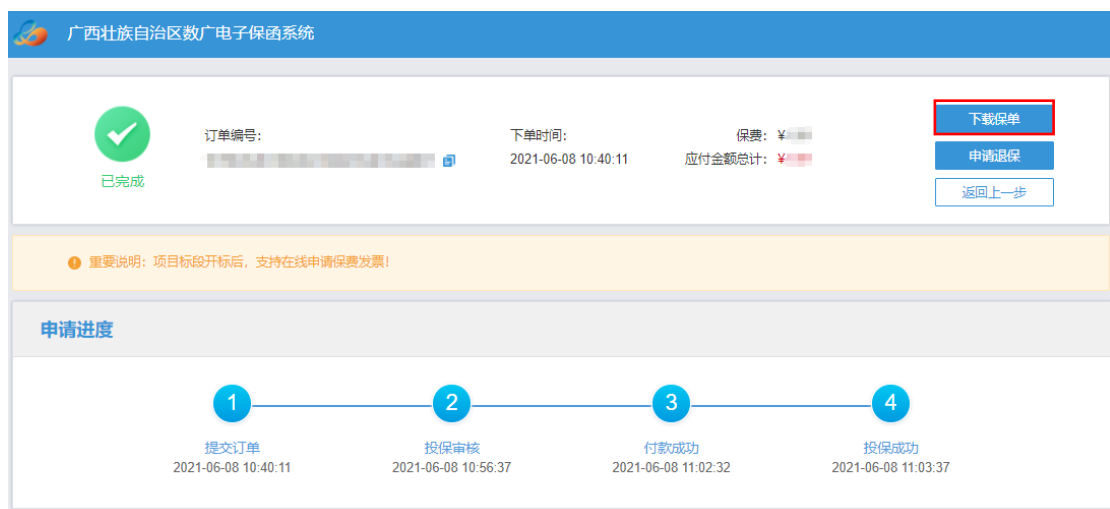 广西壮族自治区数广电子保函系统
下载保单
订单编号：
下单时间：
保费：¥
2021-06-08 10:40:11
应付金额总计：¥
申请退保
已完成
返回上一步
重要说明：项目标段开标后，支持在线申请保费发票！
申请进度
1
2
3
4
提交订单
投保审核
付款成功
投保成功
2021-06-08 10:40:11
2021-06-08 10:56:37
2021-06-08 11:02:32
2021-06-08 11:03:37